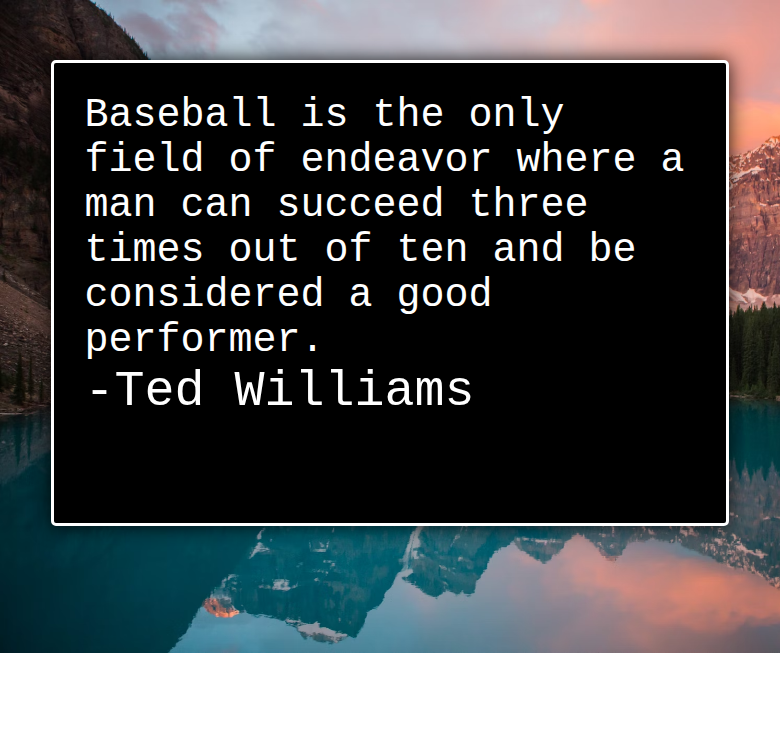 Baseball is the only
field of endeavor where a
man can succeed three
times out of ten and be
considered a good
performer.
-Ted Williams